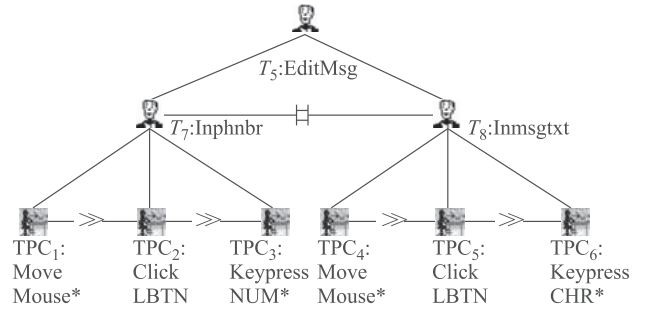 T₅:EditMsg
T₇:Inphnbr
T₈:Inmsgtxt
TPC₁:
Move
Mouse*
TPC₂:
Click
LBTN
TPC₃:
Keypress
NUM*
TPC₄:
Move
Mouse*
TPC₅:
Click
LBTN
TPC₆:
Keypress
CHR*